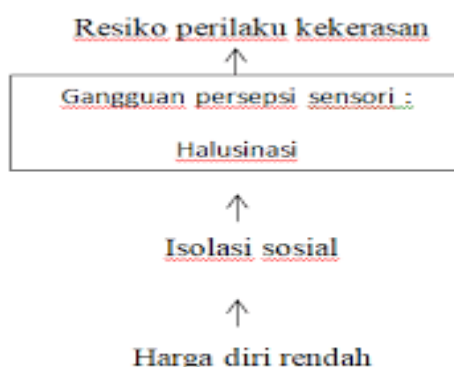 Resiko perilaku kekerasan
Gangguan persepsi sensori :
Halusinasi
Isolasi sosial
Harga diri rendah